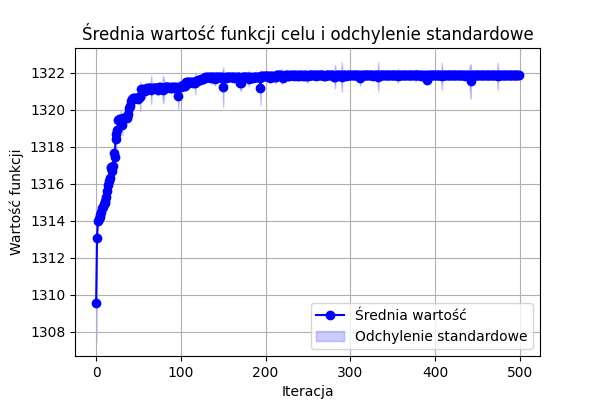 Średnia wartość funkcji celu i odchylenie standardowe
Wartość funkcji
1322
1320
1318
1316
1314
1312
1310
1308
Średnia wartość
Odchylenie standardowe
0 100 200 300 400 500
Iteracja